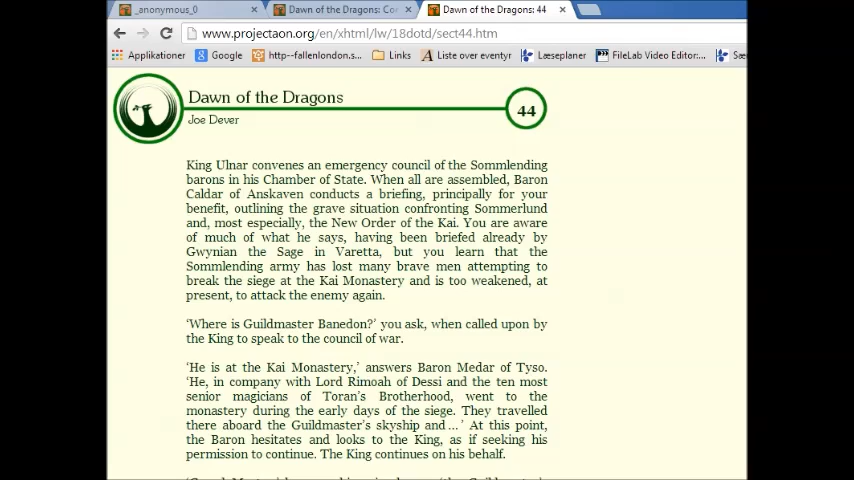 _anonymous_0
Dawn of the Dragons: Co
Dawn of the Dragons: 44
www.projectaon.org/en/xhtml/lw/18dotd/sect44.htm
Applikationer
Google
http--fallenlondon.s...
Links
Liste over eventyr
Læseplaner
FileLab Video Editor:...
Sæ
Dawn of the Dragons
44
Joe Dever
King Ulnar convenes an emergency council of the Sommlending
barons in his Chamber of State. When all are assembled, Baron
Caldar of Anskaven conducts a briefing, principally for your
benefit, outlining the grave situation confronting Sommerlund
and, most especially, the New Order of the Kai. You are aware
of much of what he says, having been briefed already by
Gwynian the Sage in Varetta, but you learn that the
Sommlending army has lost many brave men attempting to
break the siege at the Kai Monastery and is too weakened, at
present, to attack the enemy again.
‘Where is Guildmaster Banedon?’ you ask, when called upon by
the King to speak to the council of war.
‘He is at the Kai Monastery,’ answers Baron Medar of Tyso.
‘He, in company with Lord Rimoah of Dessi and the ten most
senior magicians of Toran’s Brotherhood, went to the
monastery during the early days of the siege. They travelled
there aboard the Guildmaster’s skyship and … ’ At this point,
the Baron hesitates and looks to the King, as if seeking his
permission to continue. The King continues on his behalf.